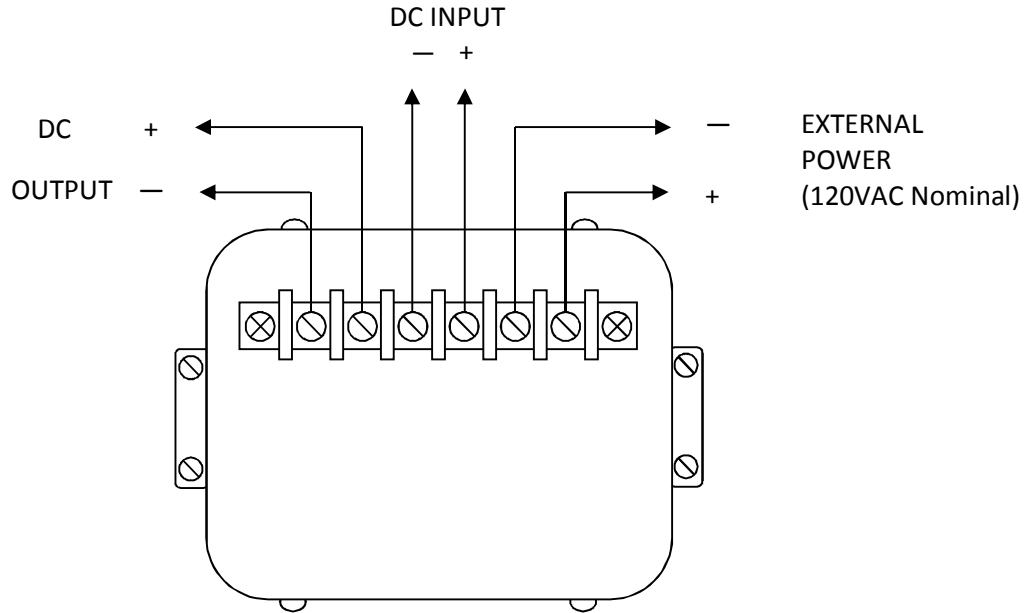 DC INPUT
— +
DC +
OUTPUT —
— EXTERNAL
POWER
+ (120VAC Nominal)